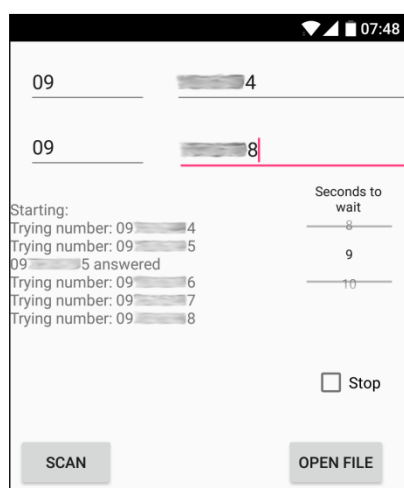 07:48
09 4
09 8
Starting:
Trying number: 09 4
Trying number: 09 5
09 5 answered
Trying number: 09 6
Trying number: 09 7
Trying number: 09 8
Seconds to
wait
8
9
10
Stop
SCAN
OPEN FILE